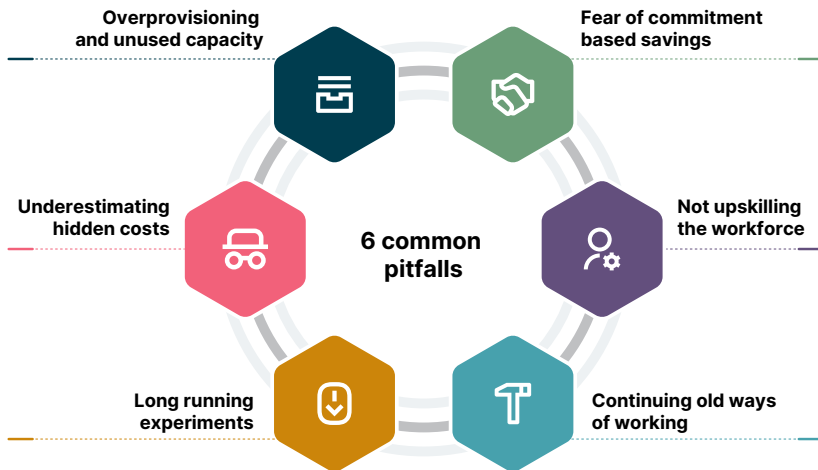 Overprovisioning
and unused capacity
Fear of commitment
based savings
Underestimating
hidden costs
6 common
pitfalls
Not upskilling
the workforce
Long running
experiments
Continuing old ways
of working